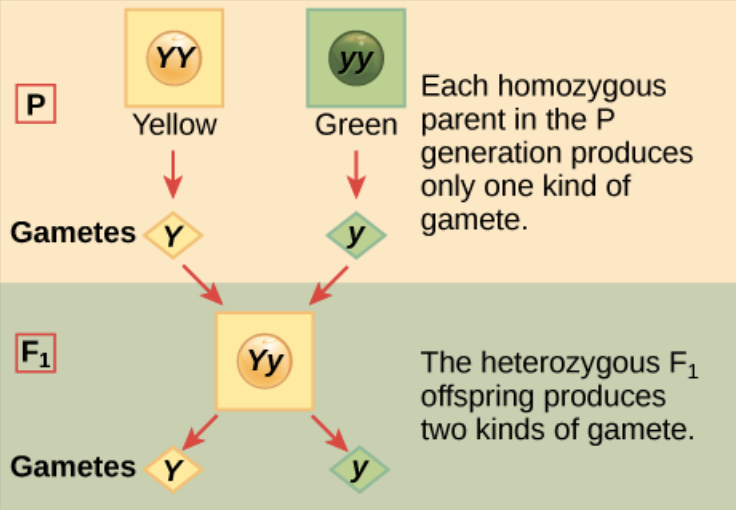 YY
yy
P
Yellow
Green
Each homozygous
parent in the P
generation produces
only one kind of
gamete.
Gametes
Y
y
F₁
Yy
The heterozygous F₁
offspring produces
two kinds of gamete.
Gametes
Y
y